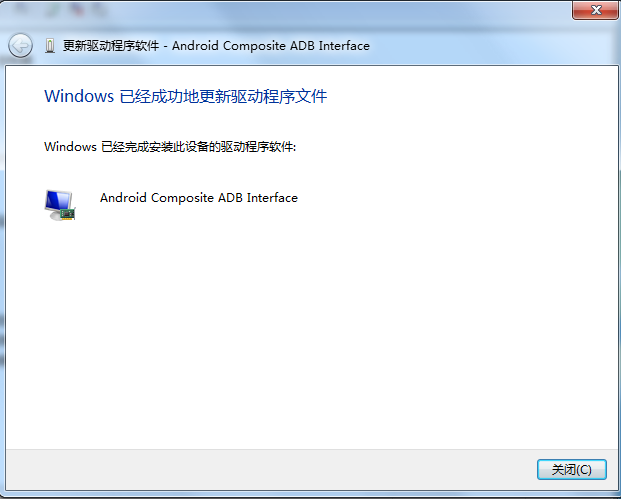 更新驱动程序软件 - Android Composite ADB Interface
Windows 已经成功地更新驱动程序文件
Windows 已经完成安装此设备的驱动程序软件:
Android Composite ADB Interface
关闭(C)